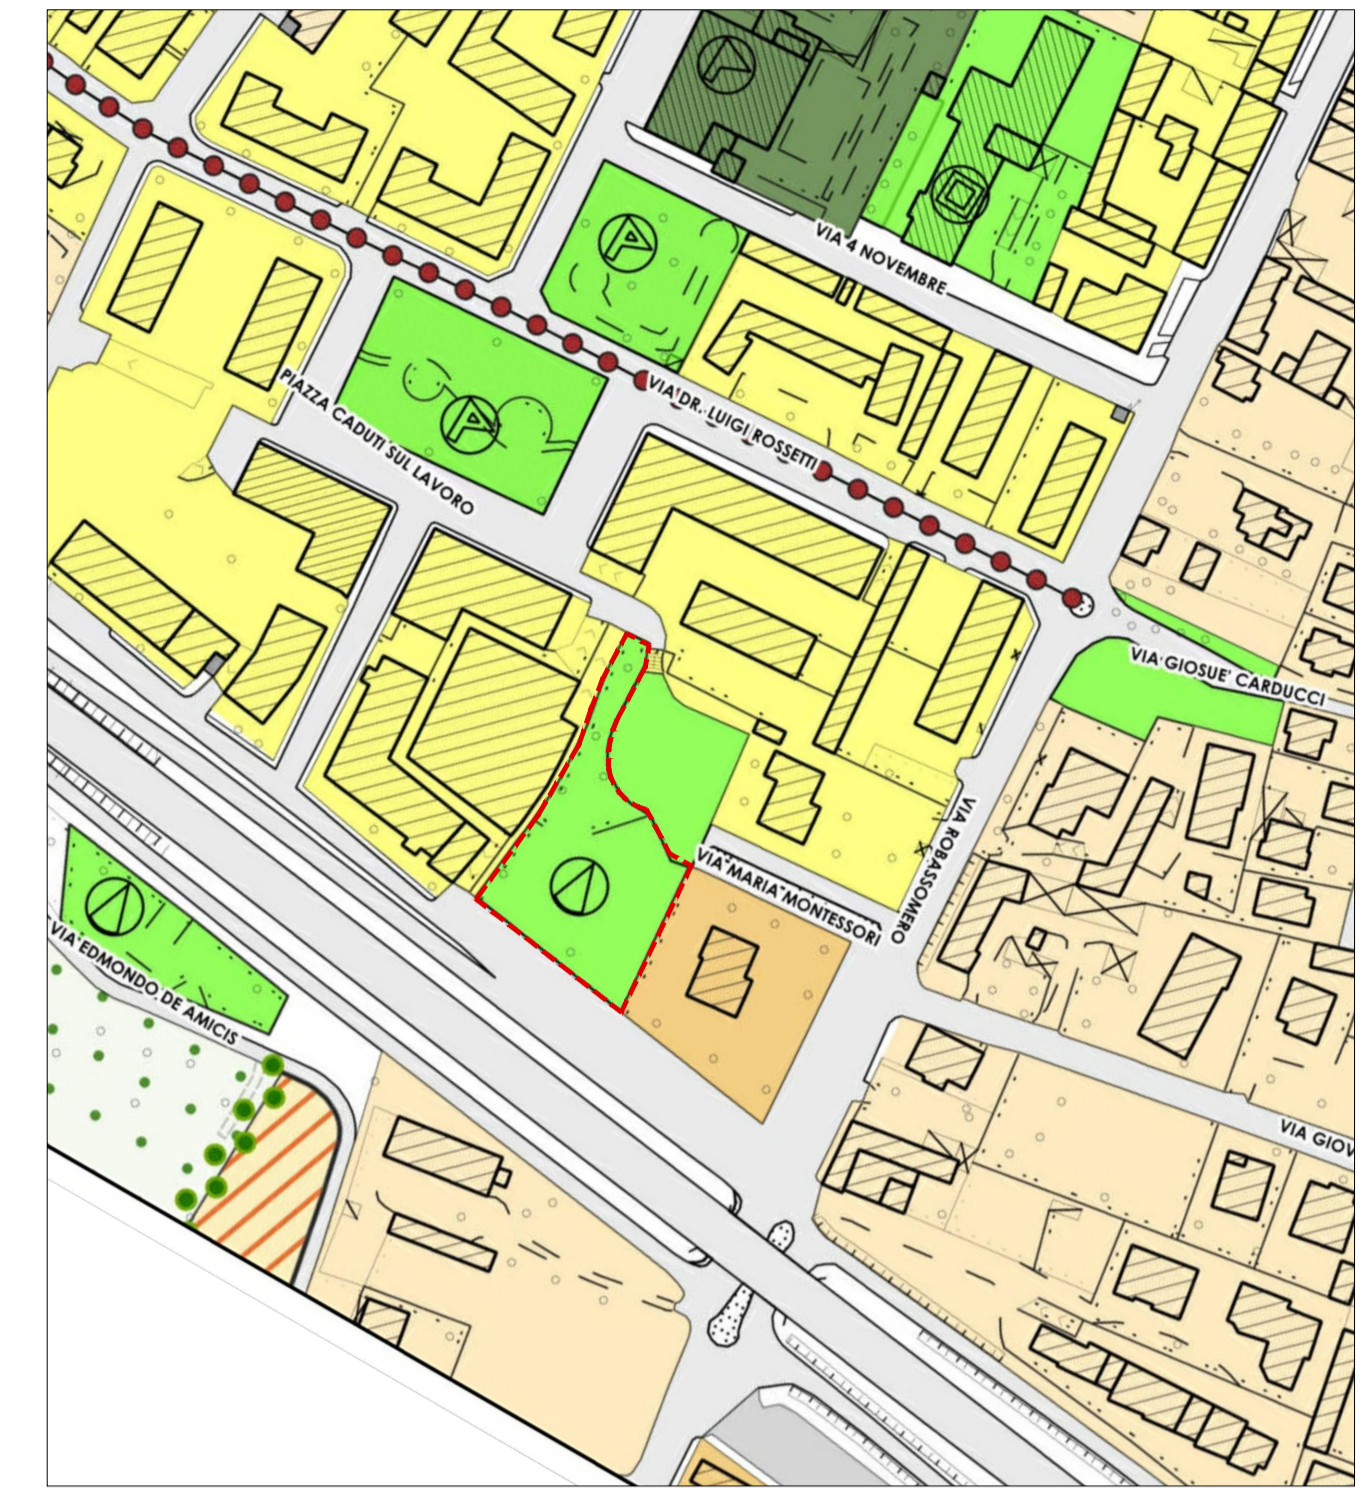 VIA 4 NOVEMBRE
VIA DR. LUIGI ROSSETTI
PIAZZA CADUTI SUL LAVORO
P
P
VIA GIOSUE' CARDUCCI
VIA ROBASSOMERO
VIA MARIA MONTESSORI
VIA EDMONDO DE AMICIS
VIA GIOV